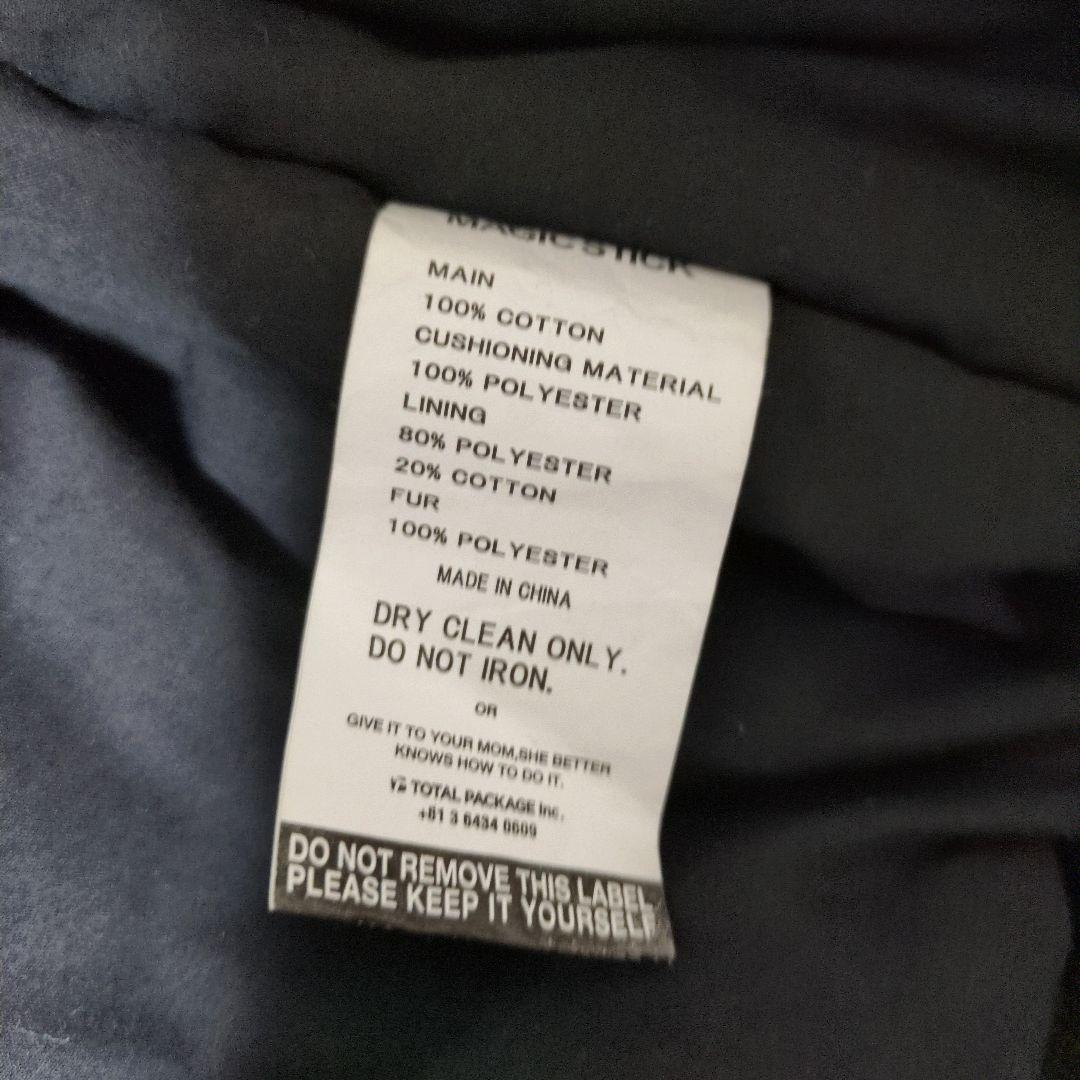 MAGIC STICK
MAIN
100% COTTON
CUSHIONING MATERIAL
100% POLYESTER
LINING
80% POLYESTER
20% COTTON
FUR
100% POLYESTER
MADE IN CHINA
DRY CLEAN ONLY.
DO NOT IRON.
OR
GIVE IT TO YOUR MOM,SHE BETTER
KNOWS HOW TO DO IT.
TOTAL PACKAGE Inc.
+81 3 6434 0609
DO NOT REMOVE THIS LABEL
PLEASE KEEP IT YOURSELF